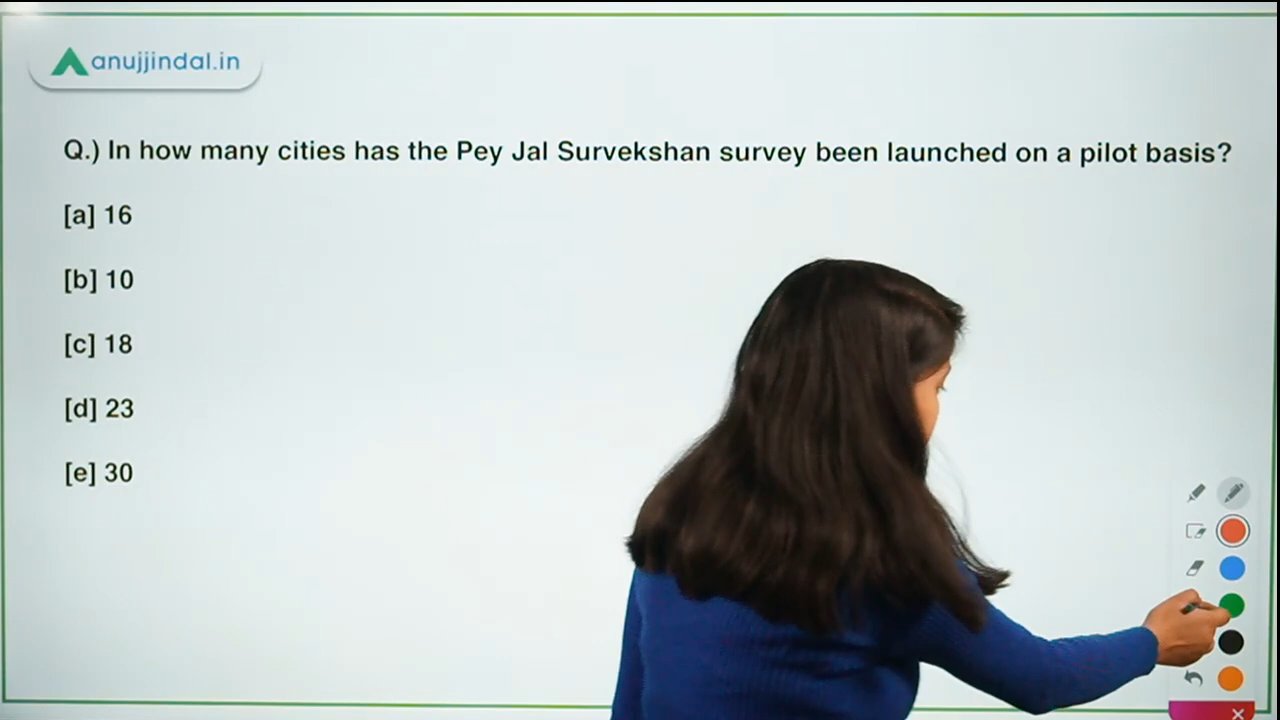 anujjindal.in
Q.) In how many cities has the Pey Jal Survekshan survey been launched on a pilot basis?
[a] 16
[b] 10
[c] 18
[d] 23
[e] 30